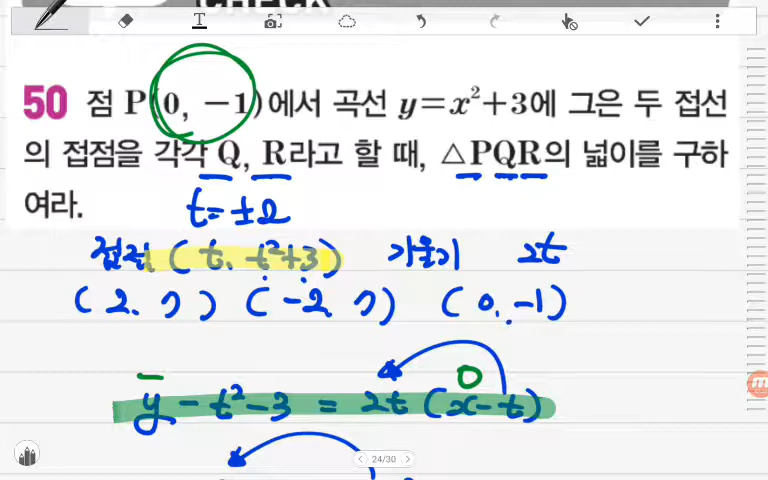 50 점 P(0, −1)에서 곡선 y=x²+3에 그은 두 접선
의 접점을 각각 Q, R라고 할 때, △PQR의 넓이를 구하
여라.
t=±2
접점 (t, t²+3) 기울기 2t
(2, 7) (-2, 7) (0, -1)
0
y - t² - 3 = 2t (x - t)
24/30